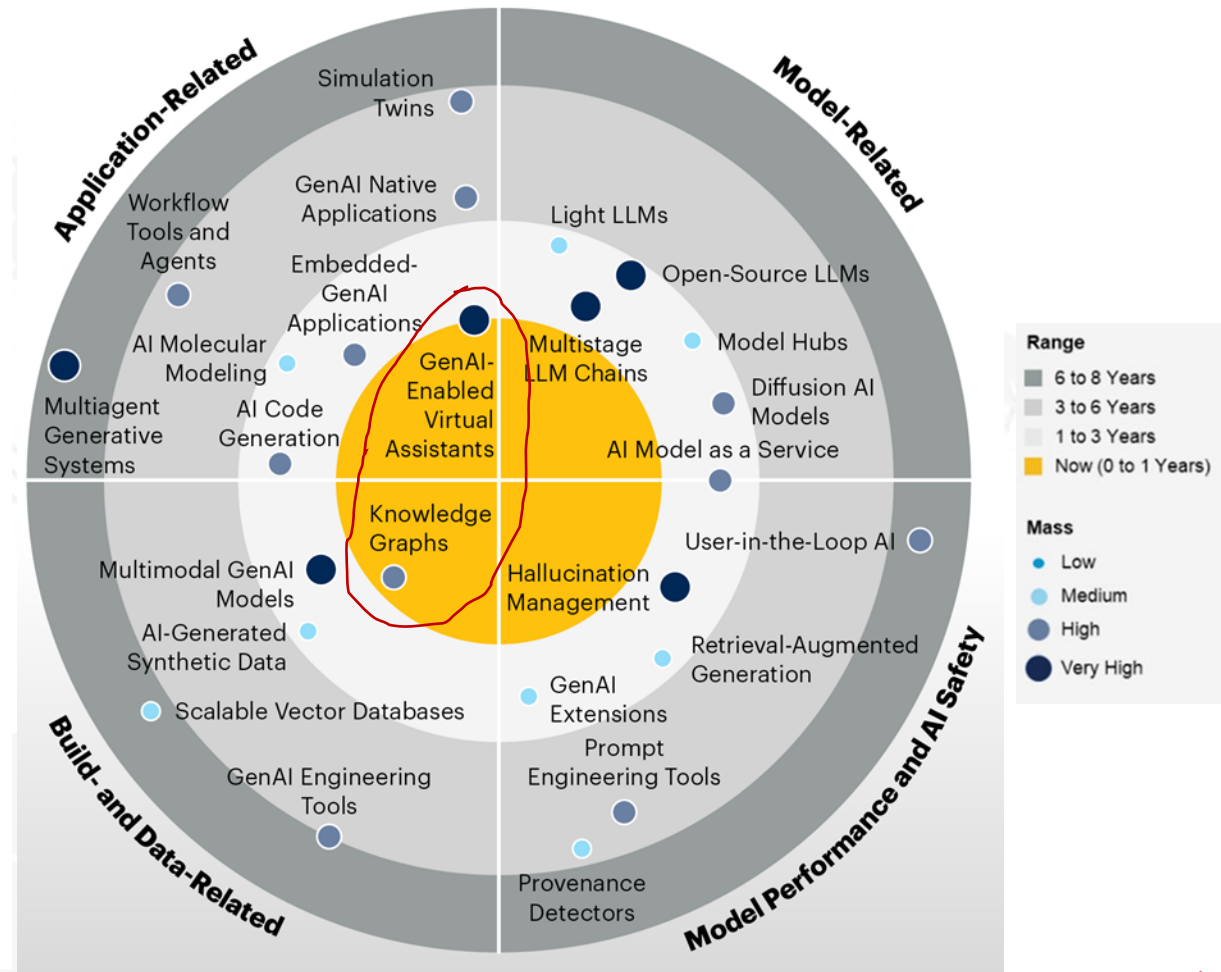 Application-Related
Model-Related
Simulation
Twins
GenAI Native
Applications
Workflow
Tools and
Agents
Embedded-
GenAI
Applications
AI Molecular
Modeling
Multiagent
Generative
Systems
AI Code
Generation
GenAI-
Enabled
Virtual
Assistants
Light LLMs
Open-Source LLMs
Multistage
LLM Chains
Model Hubs
Diffusion AI
Models
AI Model as a Service
Knowledge
Graphs
Multimodal GenAI
Models
AI-Generated
Synthetic Data
Scalable Vector Databases
GenAI Engineering
Tools
User-in-the-Loop AI
Hallucination
Management
Retrieval-Augmented
Generation
GenAI
Extensions
Prompt
Engineering Tools
Provenance
Detectors
Build- and Data-Related
Model Performance and AI Safety
Range
6 to 8 Years
3 to 6 Years
1 to 3 Years
Now (0 to 1 Years)
Mass
Low
Medium
High
Very High